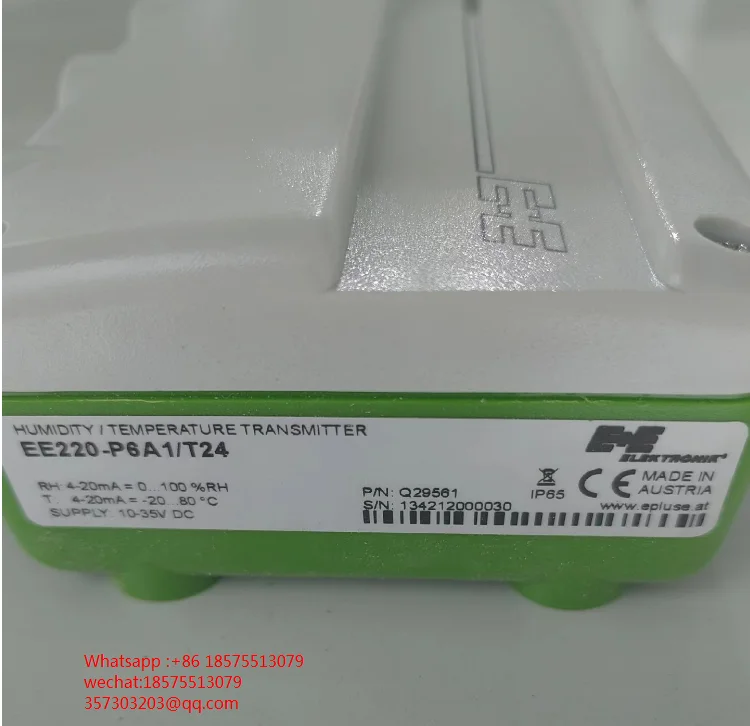 E+E
HUMIDITY / TEMPERATURE TRANSMITTER
EE220-P6A1/T24
RH: 4-20mA = 0...100 %RH
T: 4-20mA = -20...80 °C
SUPPLY: 10-35V DC
P/N: Q29561
S/N: 134212000030
IP65
E+E
ELEKTRONIK®
CE MADE IN
AUSTRIA
www.epluse.at
Whatsapp :+86 18575513079
wechat:18575513079
357303203@qq.com